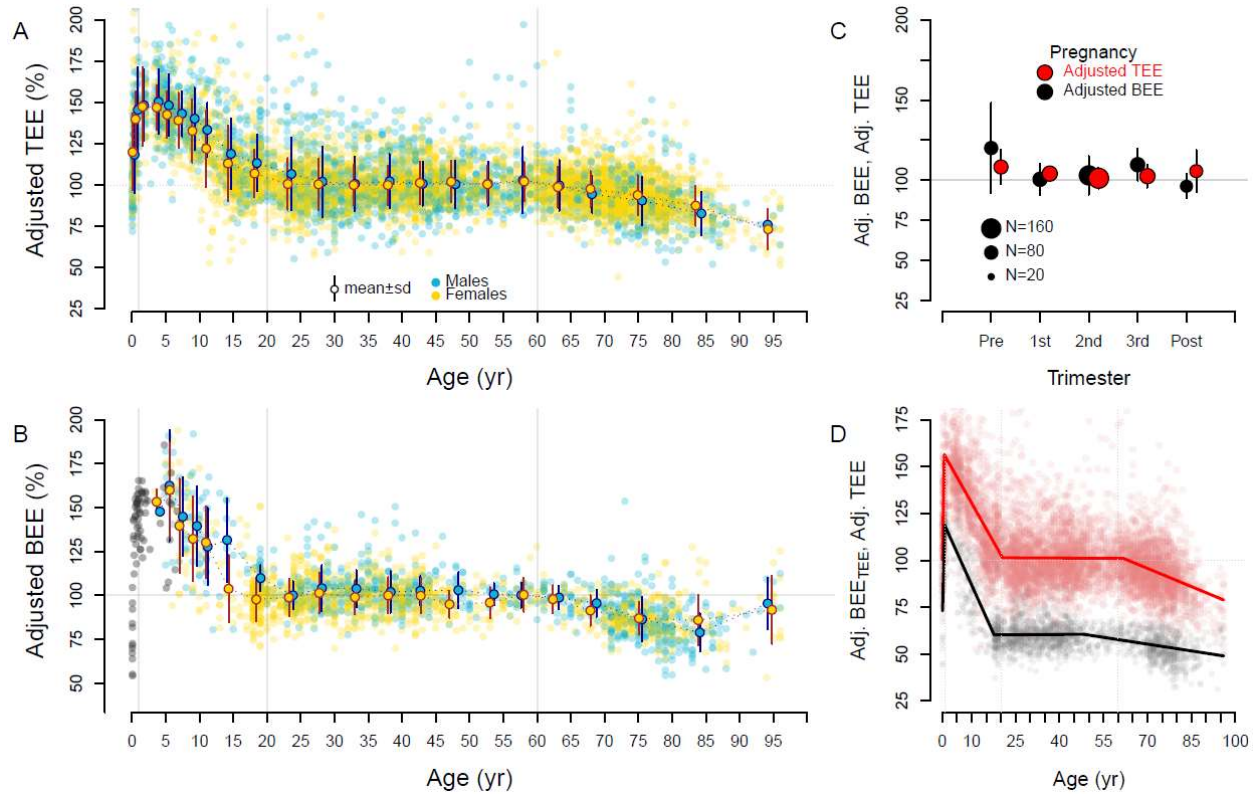 A
Adjusted TEE (%)
200
175
150
125
100
75
50
25
mean±sd
Males
Females
0 5 10 15 20 25 30 35 40 45 50 55 60 65 70 75 80 85 90 95
Age (yr)
B
Adjusted BEE (%)
200
175
150
125
100
75
50
0 5 10 15 20 25 30 35 40 45 50 55 60 65 70 75 80 85 90 95
Age (yr)
C
Adj. BEE, Adj. TEE
200
150
100
75
50
25
Pregnancy
Adjusted TEE
Adjusted BEE
N=160
N=80
N=20
Pre 1st 2nd 3rd Post
Trimester
D
Adj. BEETEE, Adj. TEE
175
150
125
100
75
50
25
0 10 25 40 55 70 85 100
Age (yr)